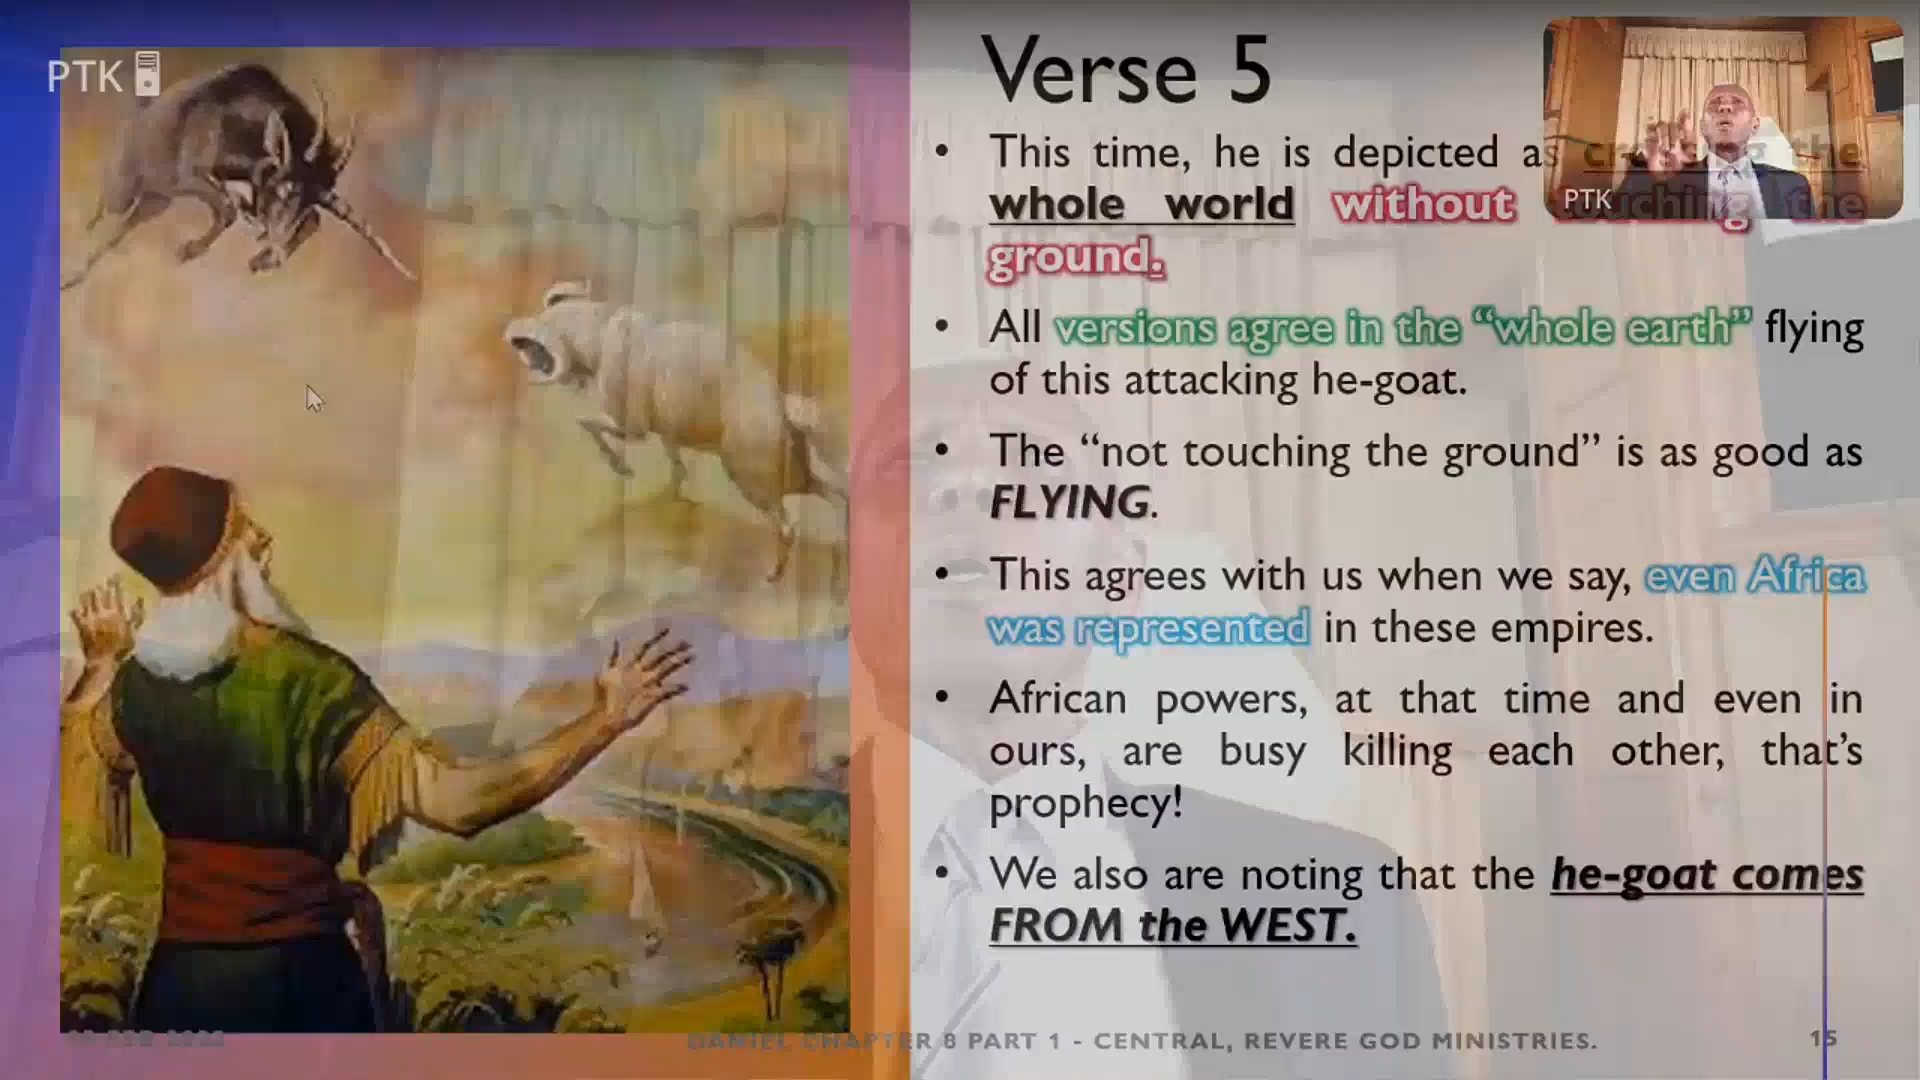 PTK
Verse 5
• This time, he is depicted as the
whole world without touching the
ground.
• All versions agree in the “whole earth” flying
of this attacking he-goat.
• The “not touching the ground” is as good as
FLYING.
• This agrees with us when we say, even Africa
was represented in these empires.
• African powers, at that time and even in
ours, are busy killing each other, that’s
prophecy!
• We also are noting that the he-goat comes
FROM the WEST.
PTK
DANIEL CHAPTER 8 PART 1 - CENTRAL, REVERE GOD MINISTRIES.
15